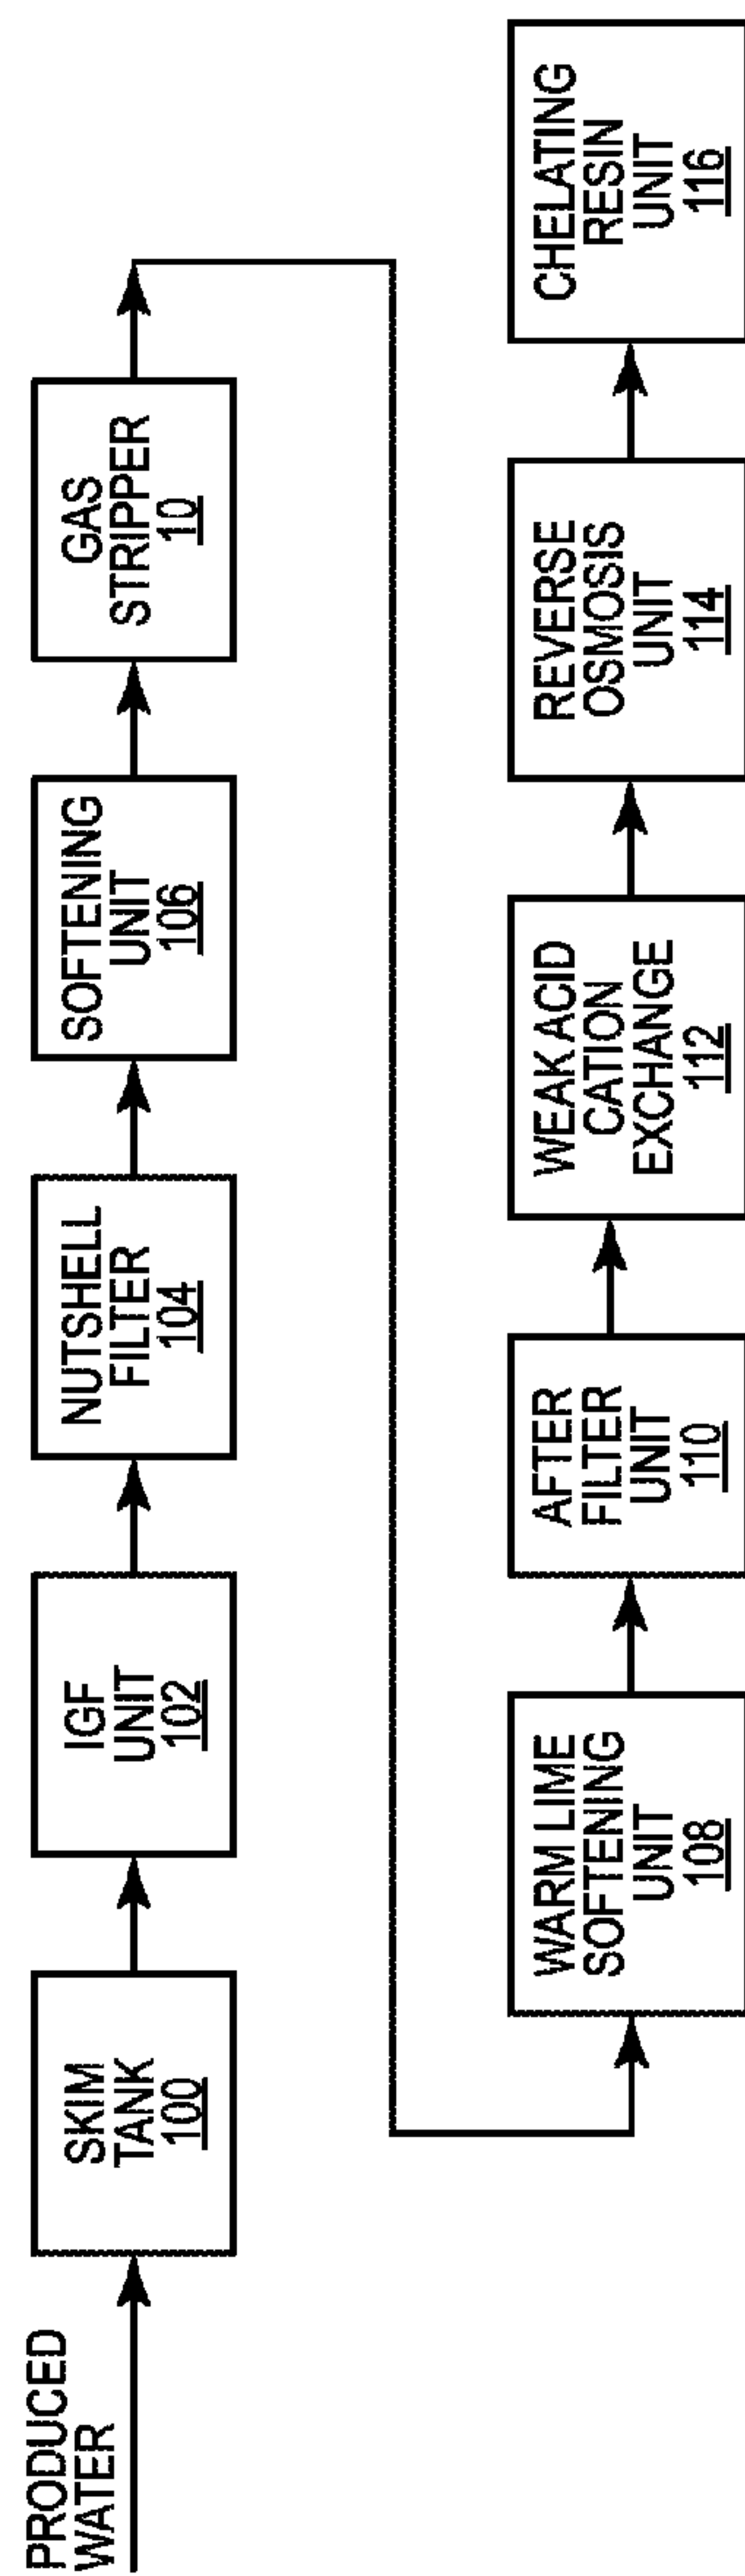 PRODUCED
WATER
SKIM
TANK
100
IGF
UNIT
102
NUTSHELL
FILTER
104
SOFTENING
UNIT
106
GAS
STRIPPER
10
WARM LIME
SOFTENING
UNIT
108
AFTER
FILTER
UNIT
110
WEAK ACID
CATION
EXCHANGE
112
REVERSE
OSMOSIS
UNIT
114
CHELATING
RESIN
UNIT
116